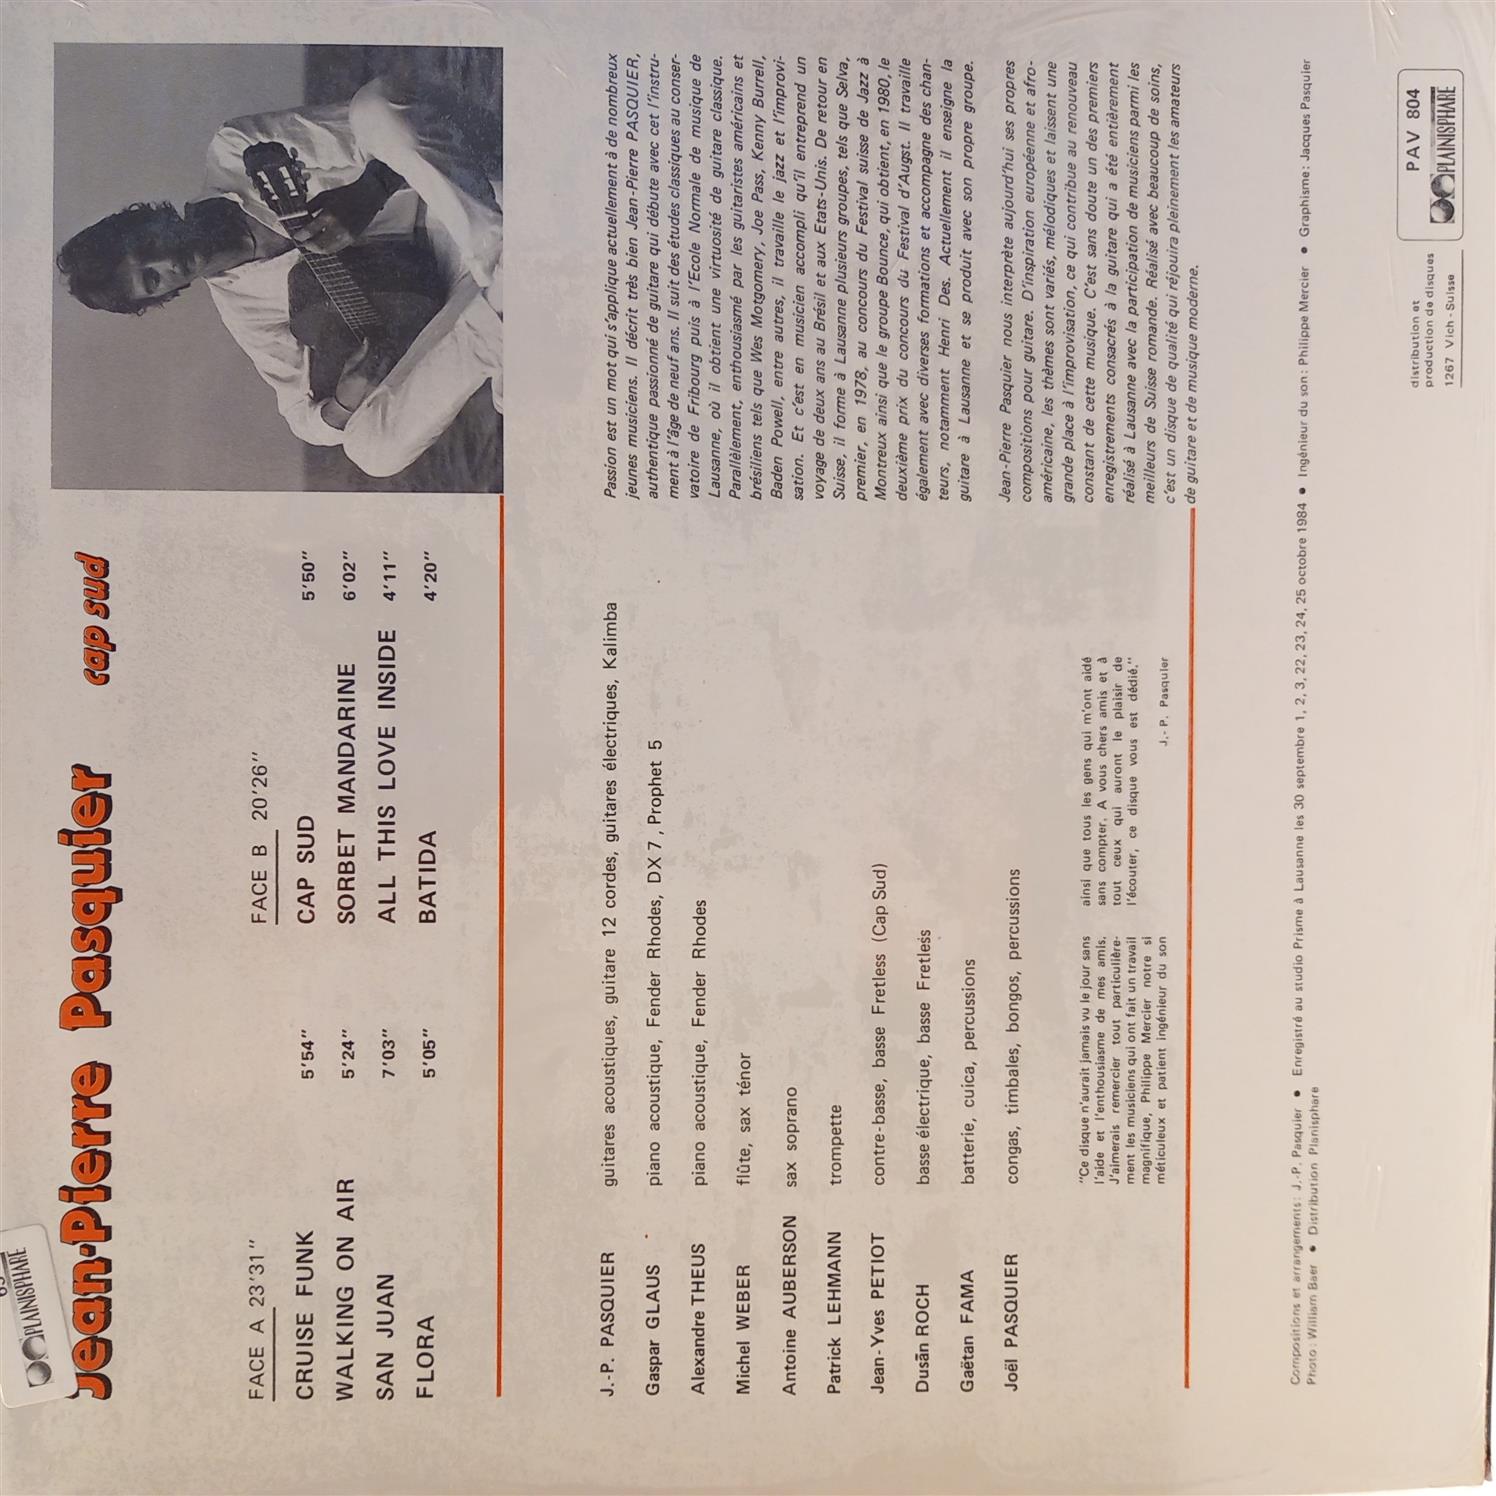 PLAINISPHARE
Jean-Pierre Pasquier cap sud
FACE A 23'31"
CRUISE FUNK 5'54"
WALKING ON AIR 5'24"
SAN JUAN 7'03"
FLORA 5'05"
FACE B 20'26"
CAP SUD 5'50"
SORBET MANDARINE 6'02"
ALL THIS LOVE INSIDE 4'11"
BATIDA 4'20"
J.-P. PASQUIER guitares acoustiques, guitare 12 cordes, guitares électriques, Kalimba
Gaspar GLAUS piano acoustique, Fender Rhodes, DX 7, Prophet 5
Alexandre THEUS piano acoustique, Fender Rhodes
Michel WEBER flûte, sax ténor
Antoine AUBERSON sax soprano
Patrick LEHMANN trompette
Jean-Yves PETIOT contre-basse, basse Fretless (Cap Sud)
Dusän ROCH basse électrique, basse Fretless
Gaëtan FAMA batterie, cuica, percussions
Joël PASQUIER congas, timbales, bongos, percussions
"Ce disque n'aurait jamais vu le jour sans
l'aide et l'enthousiasme de mes amis.
J'aimerais remercier tout particulière-
ment les musiciens qui ont fait un travail
magnifique, Philippe Mercier notre si
méticuleux et patient ingénieur du son
ainsi que tous les gens qui m'ont aidé
sans compter. A vous chers amis et à
tout ceux qui auront le plaisir de
l'écouter, ce disque vous est dédié."
J.-P. Pasquier
Passion est un mot qui s'applique actuellement à de nombreux
jeunes musiciens. Il décrit très bien Jean-Pierre PASQUIER,
authentique passionné de guitare qui débute avec cet l'instru-
ment à l'âge de neuf ans. Il suit des études classiques au conser-
vatoire de Fribourg puis à l'Ecole Normale de musique de
Lausanne, où il obtient une virtuosité de guitare classique.
Parallèlement, enthousiasmé par les guitaristes américains et
brésiliens tels que Wes Motgomery, Joe Pass, Kenny Burrell,
Baden Powell, entre autres, il travaille le jazz et l'improvi-
sation. Et c'est en musicien accompli qu'il entreprend un
voyage de deux ans au Brésil et aux Etats-Unis. De retour en
Suisse, il forme à Lausanne plusieurs groupes, tels que Selva,
premier, en 1978, au concours du Festival suisse de Jazz à
Montreux ainsi que le groupe Bounce, qui obtient, en 1980, le
deuxième prix du concours du Festival d'Augst. Il travaille
également avec diverses formations et accompagne des chan-
teurs, notamment Henri Des. Actuellement il enseigne la
guitare à Lausanne et se produit avec son propre groupe.
Jean-Pierre Pasquier nous interprète aujourd'hui ses propres
compositions pour guitare. D'inspiration européenne et afro-
américaine, les thèmes sont variés, mélodiques et laissent une
grande place à l'improvisation, ce qui contribue au renouveau
constant de cette musique. C'est sans doute un des premiers
enregistrements consacrés à la guitare qui a été entièrement
réalisé à Lausanne avec la participation de musiciens parmi les
meilleurs de Suisse romande. Réalisé avec beaucoup de soins,
c'est un disque de qualité qui réjouira pleinement les amateurs
de guitare et de musique moderne.
Compositions et arrangements: J.-P. Pasquier • Enregistré au studio Prisme à Lausanne les 30 septembre 1, 2, 3, 22, 23, 24, 25 octobre 1984 • Ingénieur du son: Philippe Mercier • Graphisme: Jacques Pasquier
Photo: William Baer • Distribution Planisphare
distribution et
production de disques
1267 Vich - Suisse
PAV 804
PLAINISPHARE